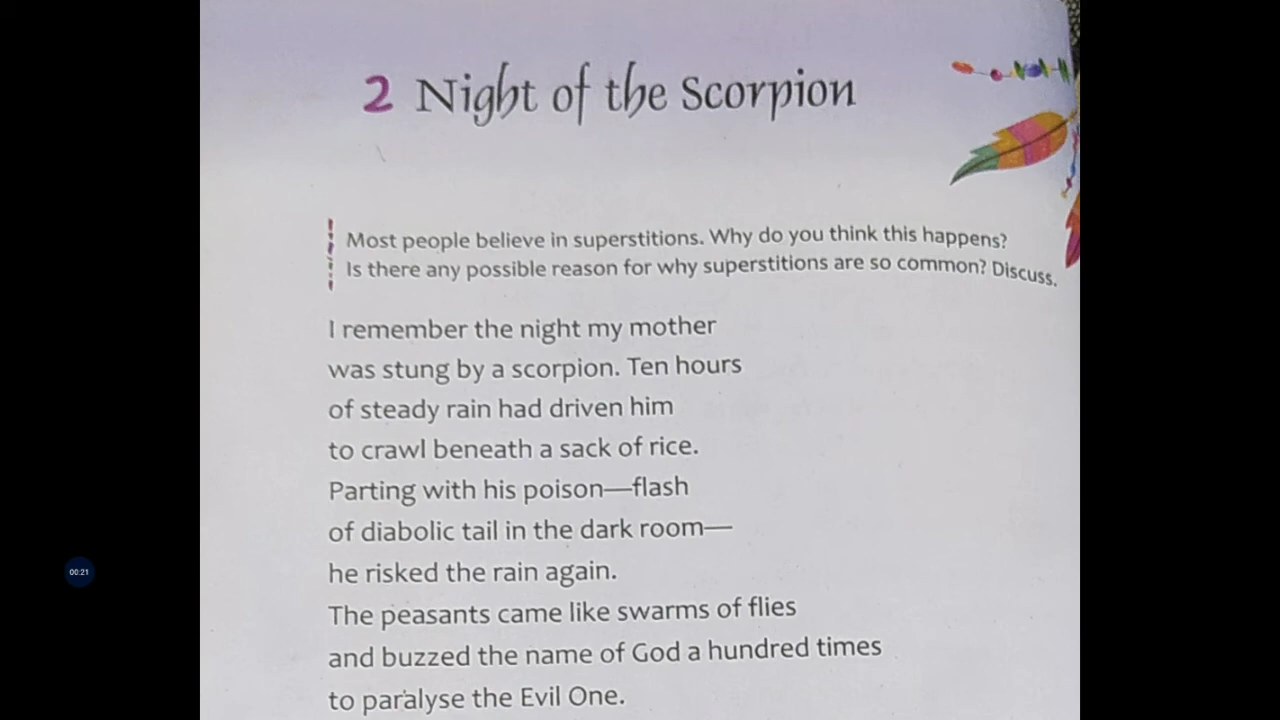 2 Night of the Scorpion
Most people believe in superstitions. Why do you think this happens?
Is there any possible reason for why superstitions are so common? Discuss.
I remember the night my mother
was stung by a scorpion. Ten hours
of steady rain had driven him
to crawl beneath a sack of rice.
Parting with his poison—flash
of diabolic tail in the dark room—
he risked the rain again.
The peasants came like swarms of flies
and buzzed the name of God a hundred times
to paralyse the Evil One.
00:21